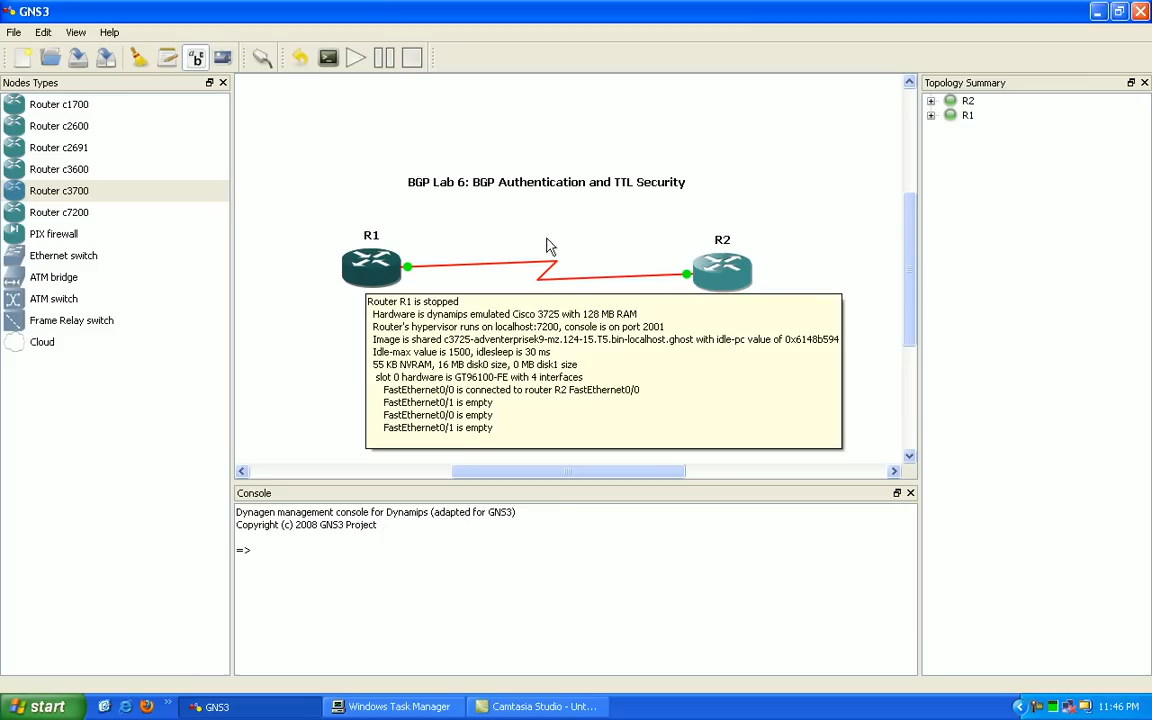 GNS3
File Edit View Help
Nodes Types
Router c1700
Router c2600
Router c2691
Router c3600
Router c3700
Router c7200
PIX firewall
Ethernet switch
ATM bridge
ATM switch
Frame Relay switch
Cloud
BGP Lab 6: BGP Authentication and TTL Security
R1
R2
Router R1 is stopped
Hardware is dynamips emulated Cisco 3725 with 128 MB RAM
Router's hypervisor runs on localhost:7200, console is on port 2001
Image is shared c3725-adventerprisek9-mz.124-15.T5.bin-localhost.ghost with idle-pc value of 0x6148b594
Idle-max value is 1500, idlesleep is 30 ms
55 KB NVRAM, 16 MB disk0 size, 0 MB disk1 size
slot 0 hardware is GT96100-FE with 4 interfaces
FastEthernet0/0 is connected to router R2 FastEthernet0/0
FastEthernet0/1 is empty
FastEthernet0/0 is empty
FastEthernet0/1 is empty
Topology Summary
R2
R1
Console
Dynagen management console for Dynamips (adapted for GNS3)
Copyright (c) 2008 GNS3 Project
=>
start
GNS3
Windows Task Manager
Camtasia Studio - Unt...
11:46 PM